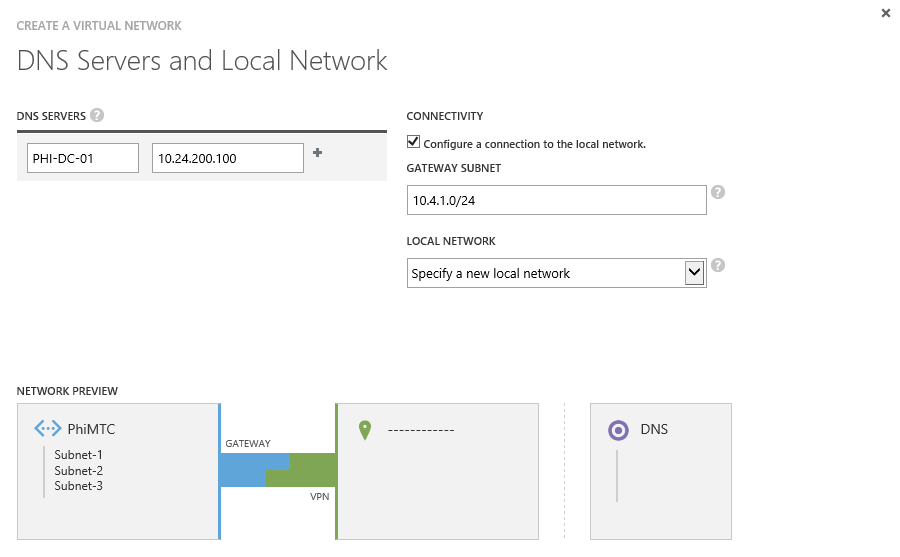 CREATE A VIRTUAL NETWORK
DNS Servers and Local Network
DNS SERVERS ?
PHI-DC-01 10.24.200.100
CONNECTIVITY
Configure a connection to the local network.
GATEWAY SUBNET
10.4.1.0/24 ?
LOCAL NETWORK
Specify a new local network ?
NETWORK PREVIEW
PhiMTC
Subnet-1
Subnet-2
Subnet-3
GATEWAY
VPN
------------
DNS